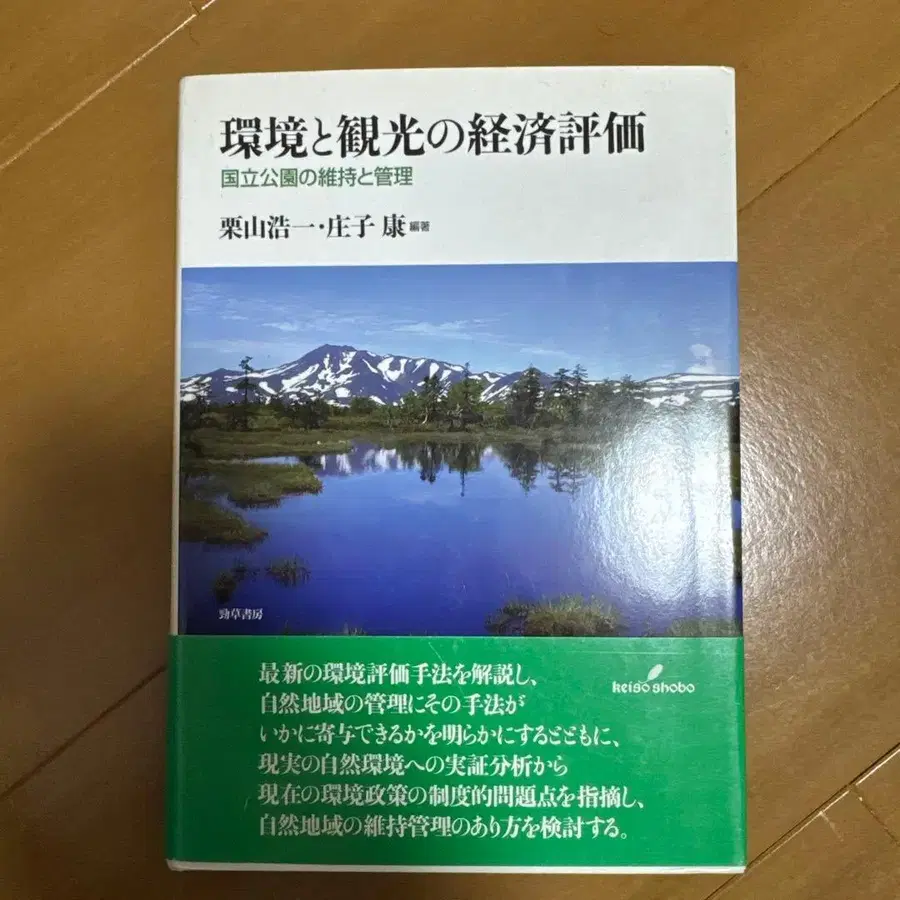 環境と観光の経済評価
国立公園の維持と管理
栗山浩一・庄子 康 編著
勁草書房
最新の環境評価手法を解説し、
自然地域の管理にその手法が
いかに寄与できるかを明らかにするとともに、
現実の自然環境への実証分析から
現在の環境政策の制度的問題点を指摘し、
自然地域の維持管理のあり方を検討する。
keiso shobo